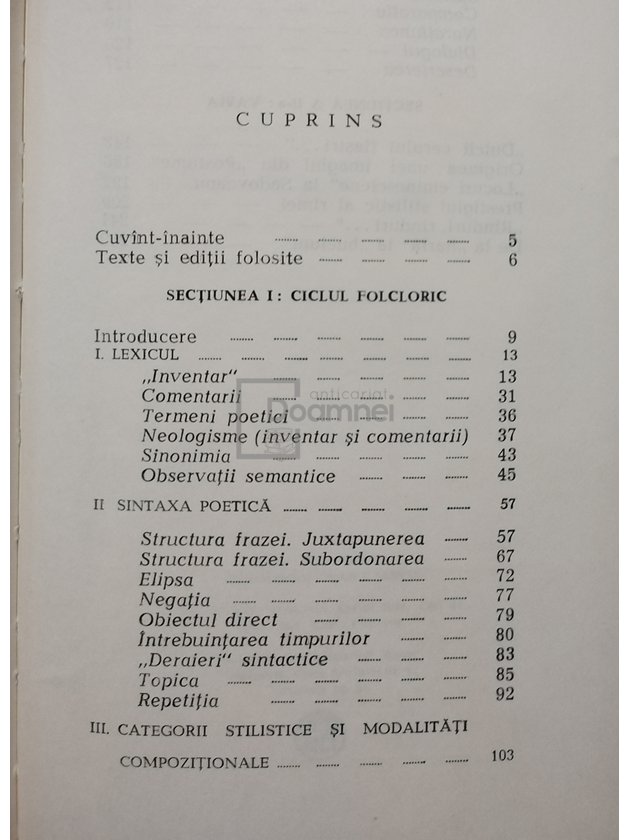 CUPRINS
Cuvînt-înainte 5
Texte și ediții folosite 6
SECȚIUNEA I: CICLUL FOLCLORIC
Introducere 9
I. LEXICUL 13
„Inventar" 13
Comentarii 31
Termeni poetici 36
Neologisme (inventar și comentarii) 37
Sinonimia 43
Observații semantice 45
II SINTAXA POETICĂ 57
Structura frazei. Juxtapunerea 57
Structura frazei. Subordonarea 67
Elipsa 72
Negația 77
Obiectul direct 79
Întrebuințarea timpurilor 80
„Deraieri" sintactice 83
Topica 85
Repetiția 92
III. CATEGORII STILISTICE ȘI MODALITĂȚI
COMPOZIȚIONALE 103
anticariat
Doamnei